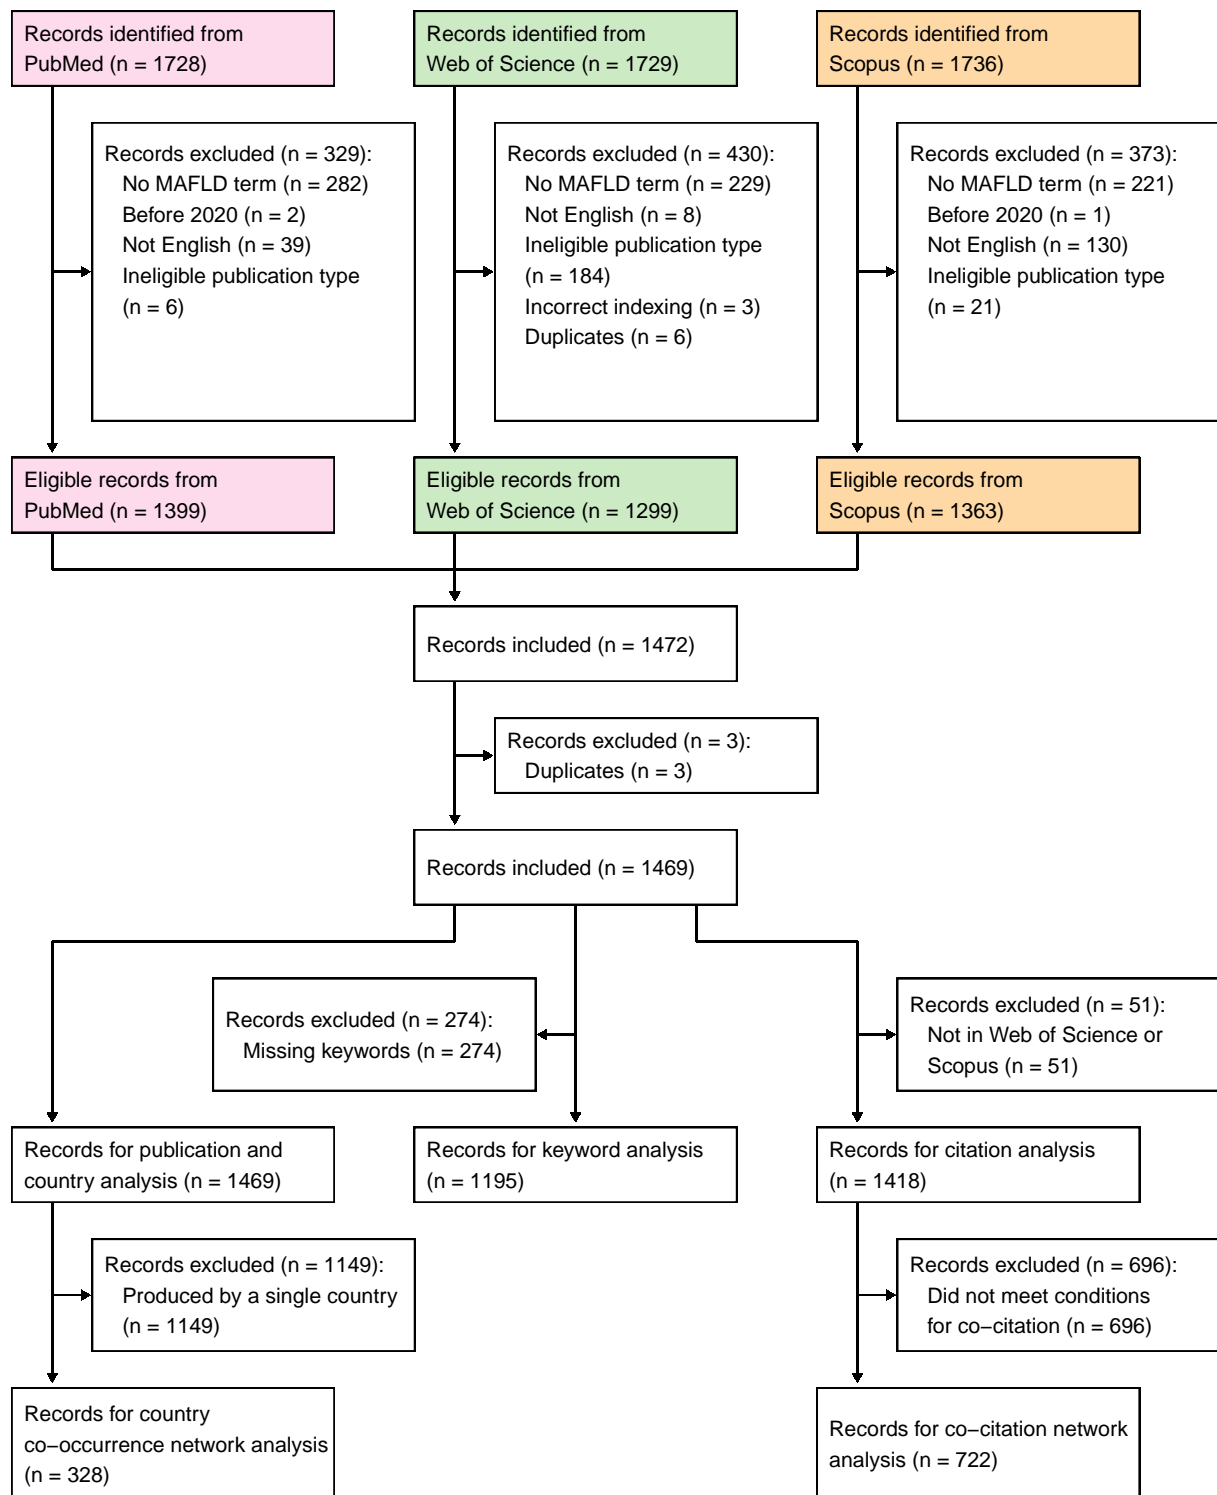 Records identified from
PubMed (n = 1728)
Records identified from
Web of Science (n = 1729)
Records identified from
Scopus (n = 1736)
Records excluded (n = 329):
No MAFLD term (n = 282)
Before 2020 (n = 2)
Not English (n = 39)
Ineligible publication type
(n = 6)
Records excluded (n = 430):
No MAFLD term (n = 229)
Not English (n = 8)
Ineligible publication type
(n = 184)
Incorrect indexing (n = 3)
Duplicates (n = 6)
Records excluded (n = 373):
No MAFLD term (n = 221)
Before 2020 (n = 1)
Not English (n = 130)
Ineligible publication type
(n = 21)
Eligible records from
PubMed (n = 1399)
Eligible records from
Web of Science (n = 1299)
Eligible records from
Scopus (n = 1363)
Records included (n = 1472)
Records excluded (n = 3):
Duplicates (n = 3)
Records included (n = 1469)
Records excluded (n = 274):
Missing keywords (n = 274)
Records excluded (n = 51):
Not in Web of Science or
Scopus (n = 51)
Records for publication and
country analysis (n = 1469)
Records for keyword analysis
(n = 1195)
Records for citation analysis
(n = 1418)
Records excluded (n = 1149):
Produced by a single country
(n = 1149)
Records excluded (n = 696):
Did not meet conditions
for co−citation (n = 696)
Records for country
co−occurrence network analysis
(n = 328)
Records for co−citation network
analysis (n = 722)